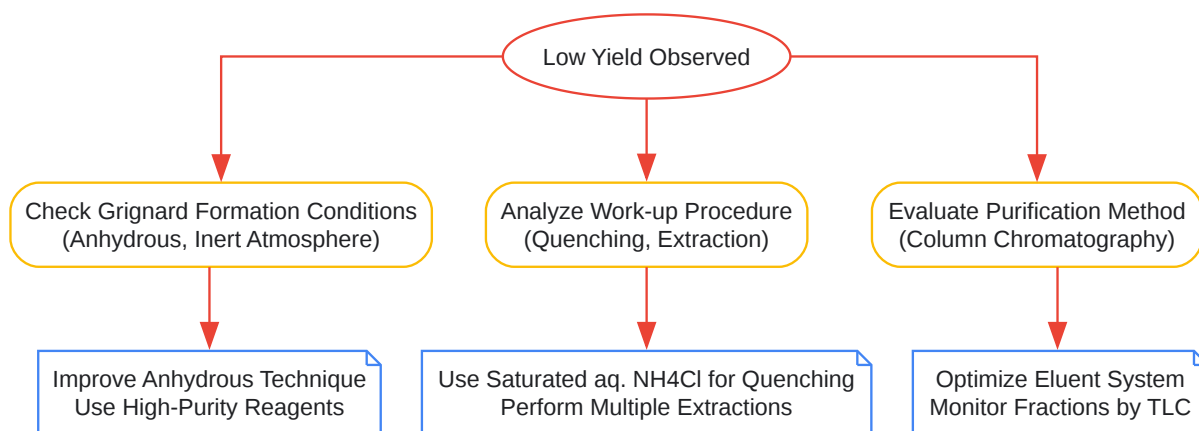 Low Yield Observed
Check Grignard Formation Conditions
(Anhydrous, Inert Atmosphere)
Analyze Work-up Procedure
(Quenching, Extraction)
Evaluate Purification Method
(Column Chromatography)
Improve Anhydrous Technique
Use High-Purity Reagents
Use Saturated aq. NH4Cl for Quenching
Perform Multiple Extractions
Optimize Eluent System
Monitor Fractions by TLC